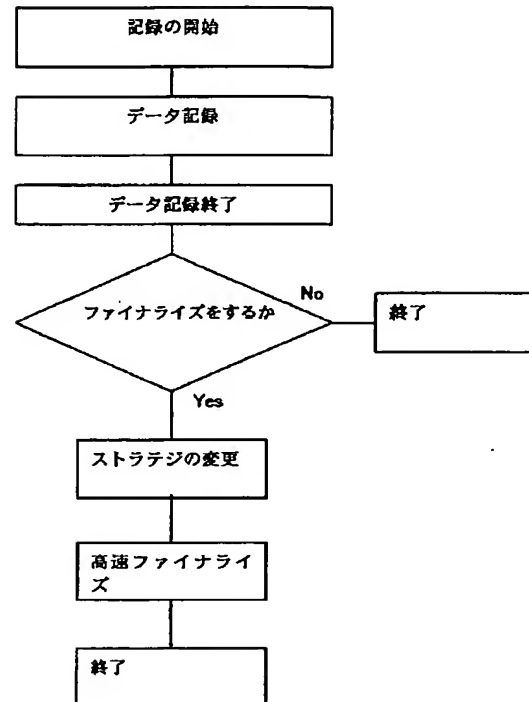 記録の開始
データ記録
データ記録終了
ファイナライズをするか
No
終了
Yes
ストラテジの変更
高速ファイナライ
ズ
終了